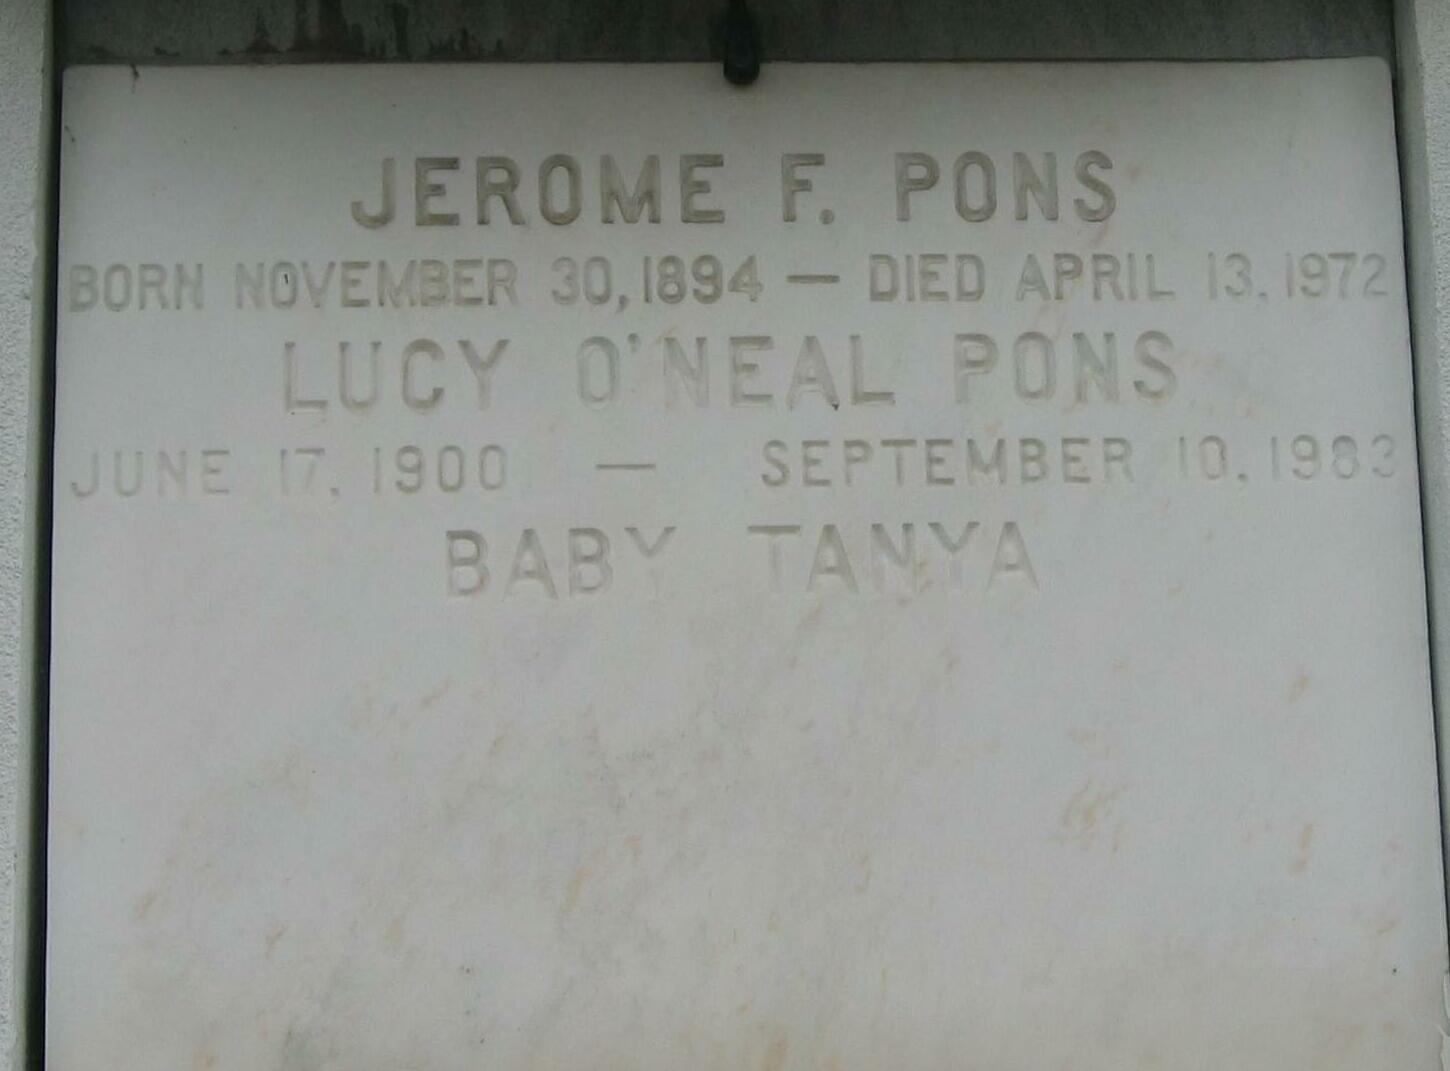 JEROME F. PONS
BORN NOVEMBER 30, 1894 — DIED APRIL 13, 1972
LUCY O'NEAL PONS
JUNE 17, 1900 — SEPTEMBER 10, 1983
BABY TANYA